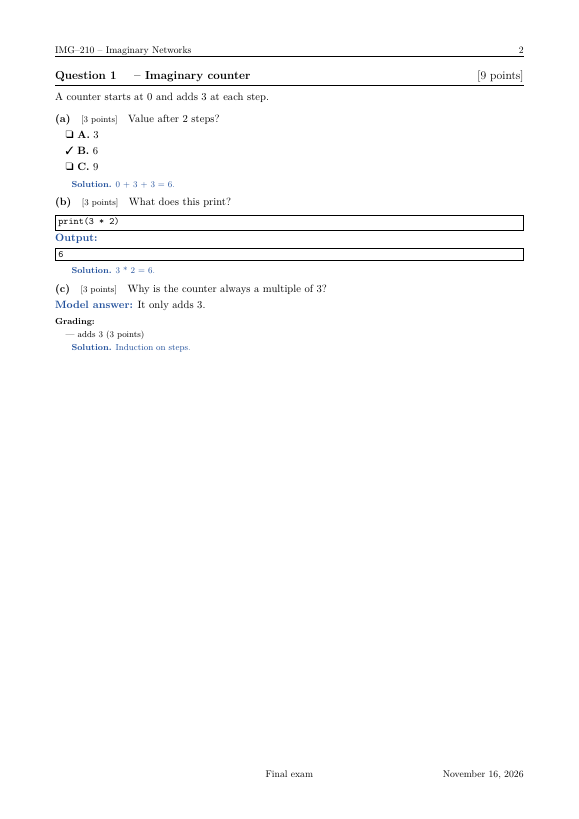 IMG–210 – Imaginary Networks 2
Question 1 – Imaginary counter [9 points]
A counter starts at 0 and adds 3 at each step.
(a) [3 points] Value after 2 steps?
❑ A. 3
✓ B. 6
❑ C. 9
Solution. 0 + 3 + 3 = 6.
(b) [3 points] What does this print?
print(3 * 2)
Output:
6
Solution. 3 * 2 = 6.
(c) [3 points] Why is the counter always a multiple of 3?
Model answer: It only adds 3.
Grading:
— adds 3 (3 points)
Solution. Induction on steps.
Final exam November 16, 2026